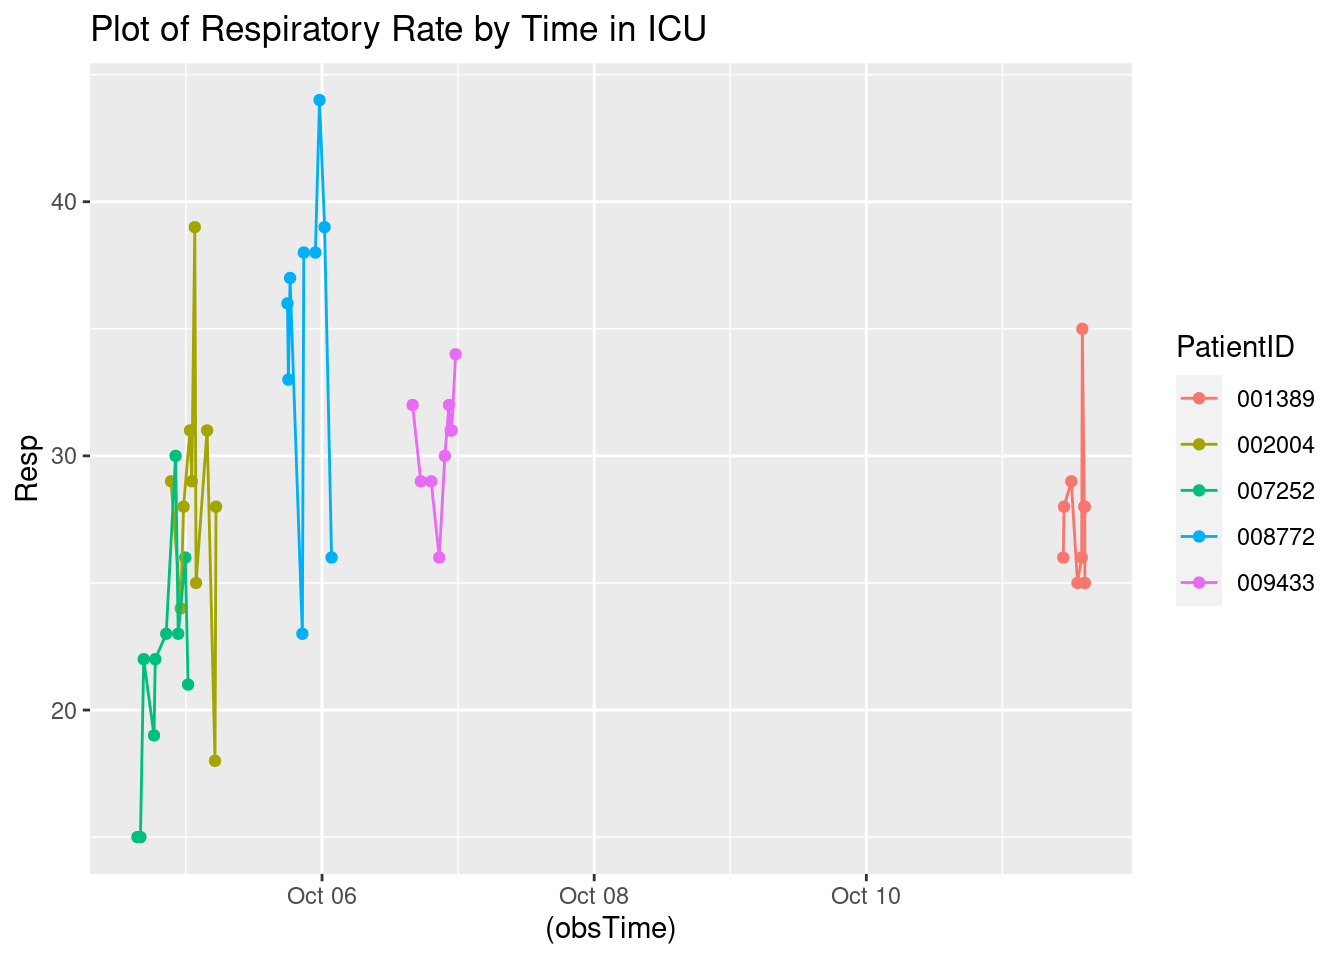 Plot of Respiratory Rate by Time in ICU
40
30
20
Resp
Oct 06
Oct 08
Oct 10
(obsTime)
PatientID
001389
002004
007252
008772
009433